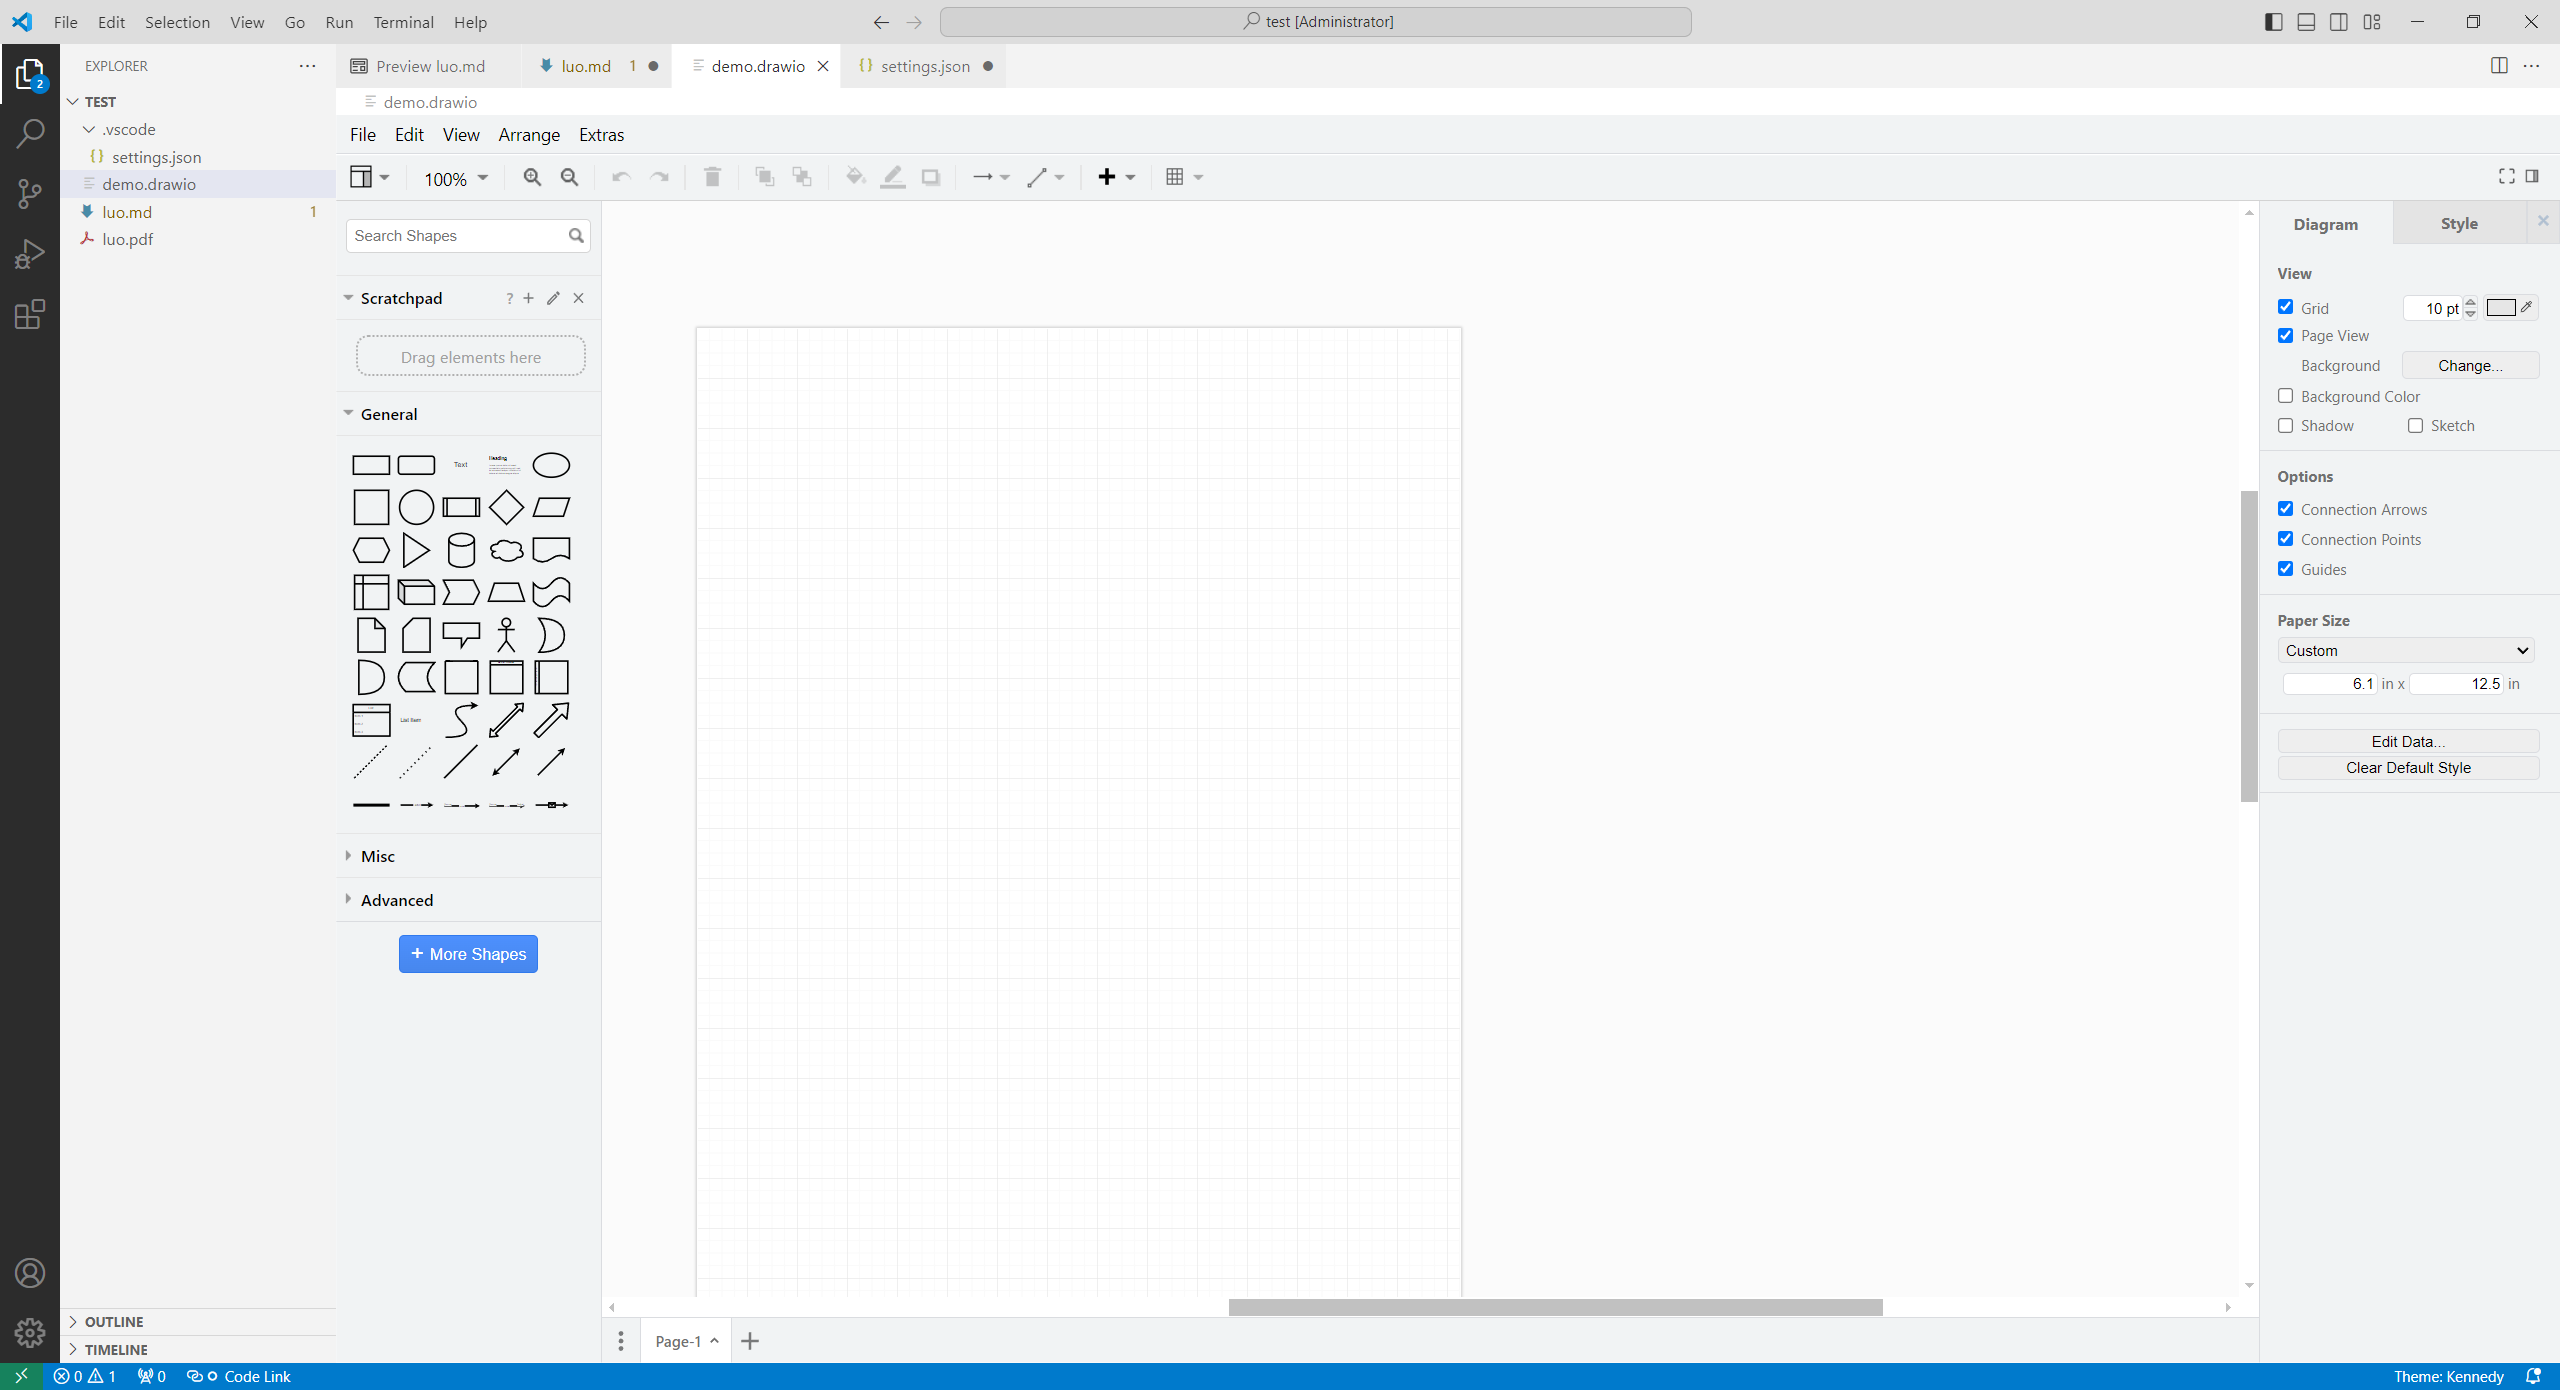 File Edit Selection View Go Run Terminal Help
test [Administrator]
EXPLORER
2
TEST
.vscode
settings.json
demo.drawio
luo.md 1
luo.pdf
OUTLINE
TIMELINE
Preview luo.md
luo.md 1
demo.drawio
settings.json
demo.drawio
File Edit View Arrange Extras
100%
Search Shapes
Scratchpad
?
Drag elements here
General
Text
Heading
List Item
Misc
Advanced
+ More Shapes
Page-1
Diagram Style
View
Grid 10 pt
Page View
Background Change...
Background Color
Shadow Sketch
Options
Connection Arrows
Connection Points
Guides
Paper Size
Custom
6.1 in x 12.5 in
Edit Data...
Clear Default Style
0 1 0 Code Link
Theme: Kennedy